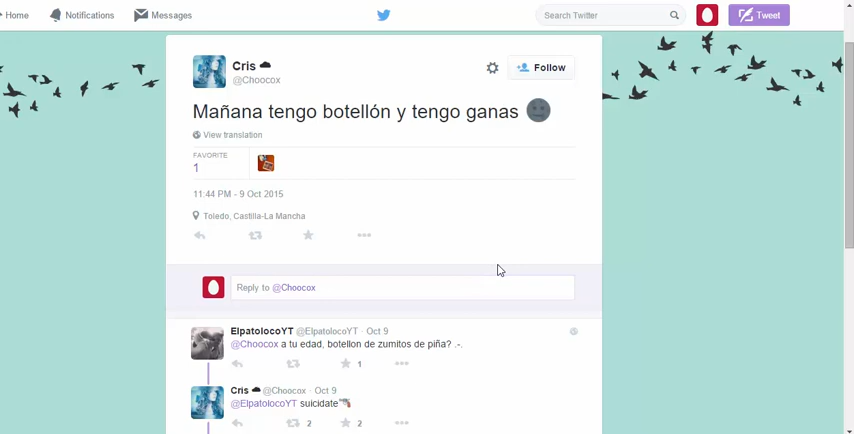 Home Notifications Messages Search Twitter Tweet
Cris
@Choocox
Follow
Mañana tengo botellón y tengo ganas
View translation
FAVORITE
1
11:44 PM - 9 Oct 2015
Toledo, Castilla-La Mancha
Reply to @Choocox
ElpatolocoYT @ElpatolocoYT · Oct 9
@Choocox a tu edad, botellon de zumitos de piña? .-.
1
Cris @Choocox · Oct 9
@ElpatolocoYT suicidate
2 2